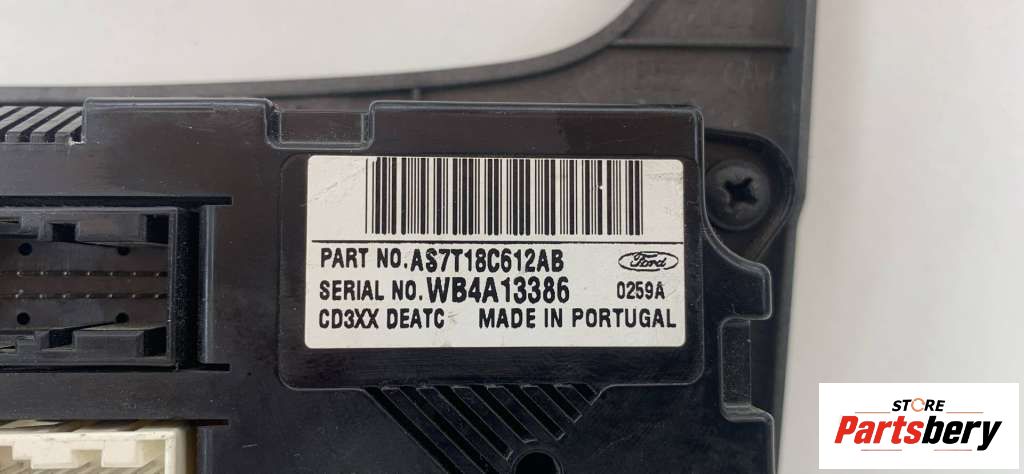 PART NO. AS7T18C612AB
Ford
SERIAL NO. WB4A13386 0259A
CD3XX DEATC MADE IN PORTUGAL
STORE
Partsbery